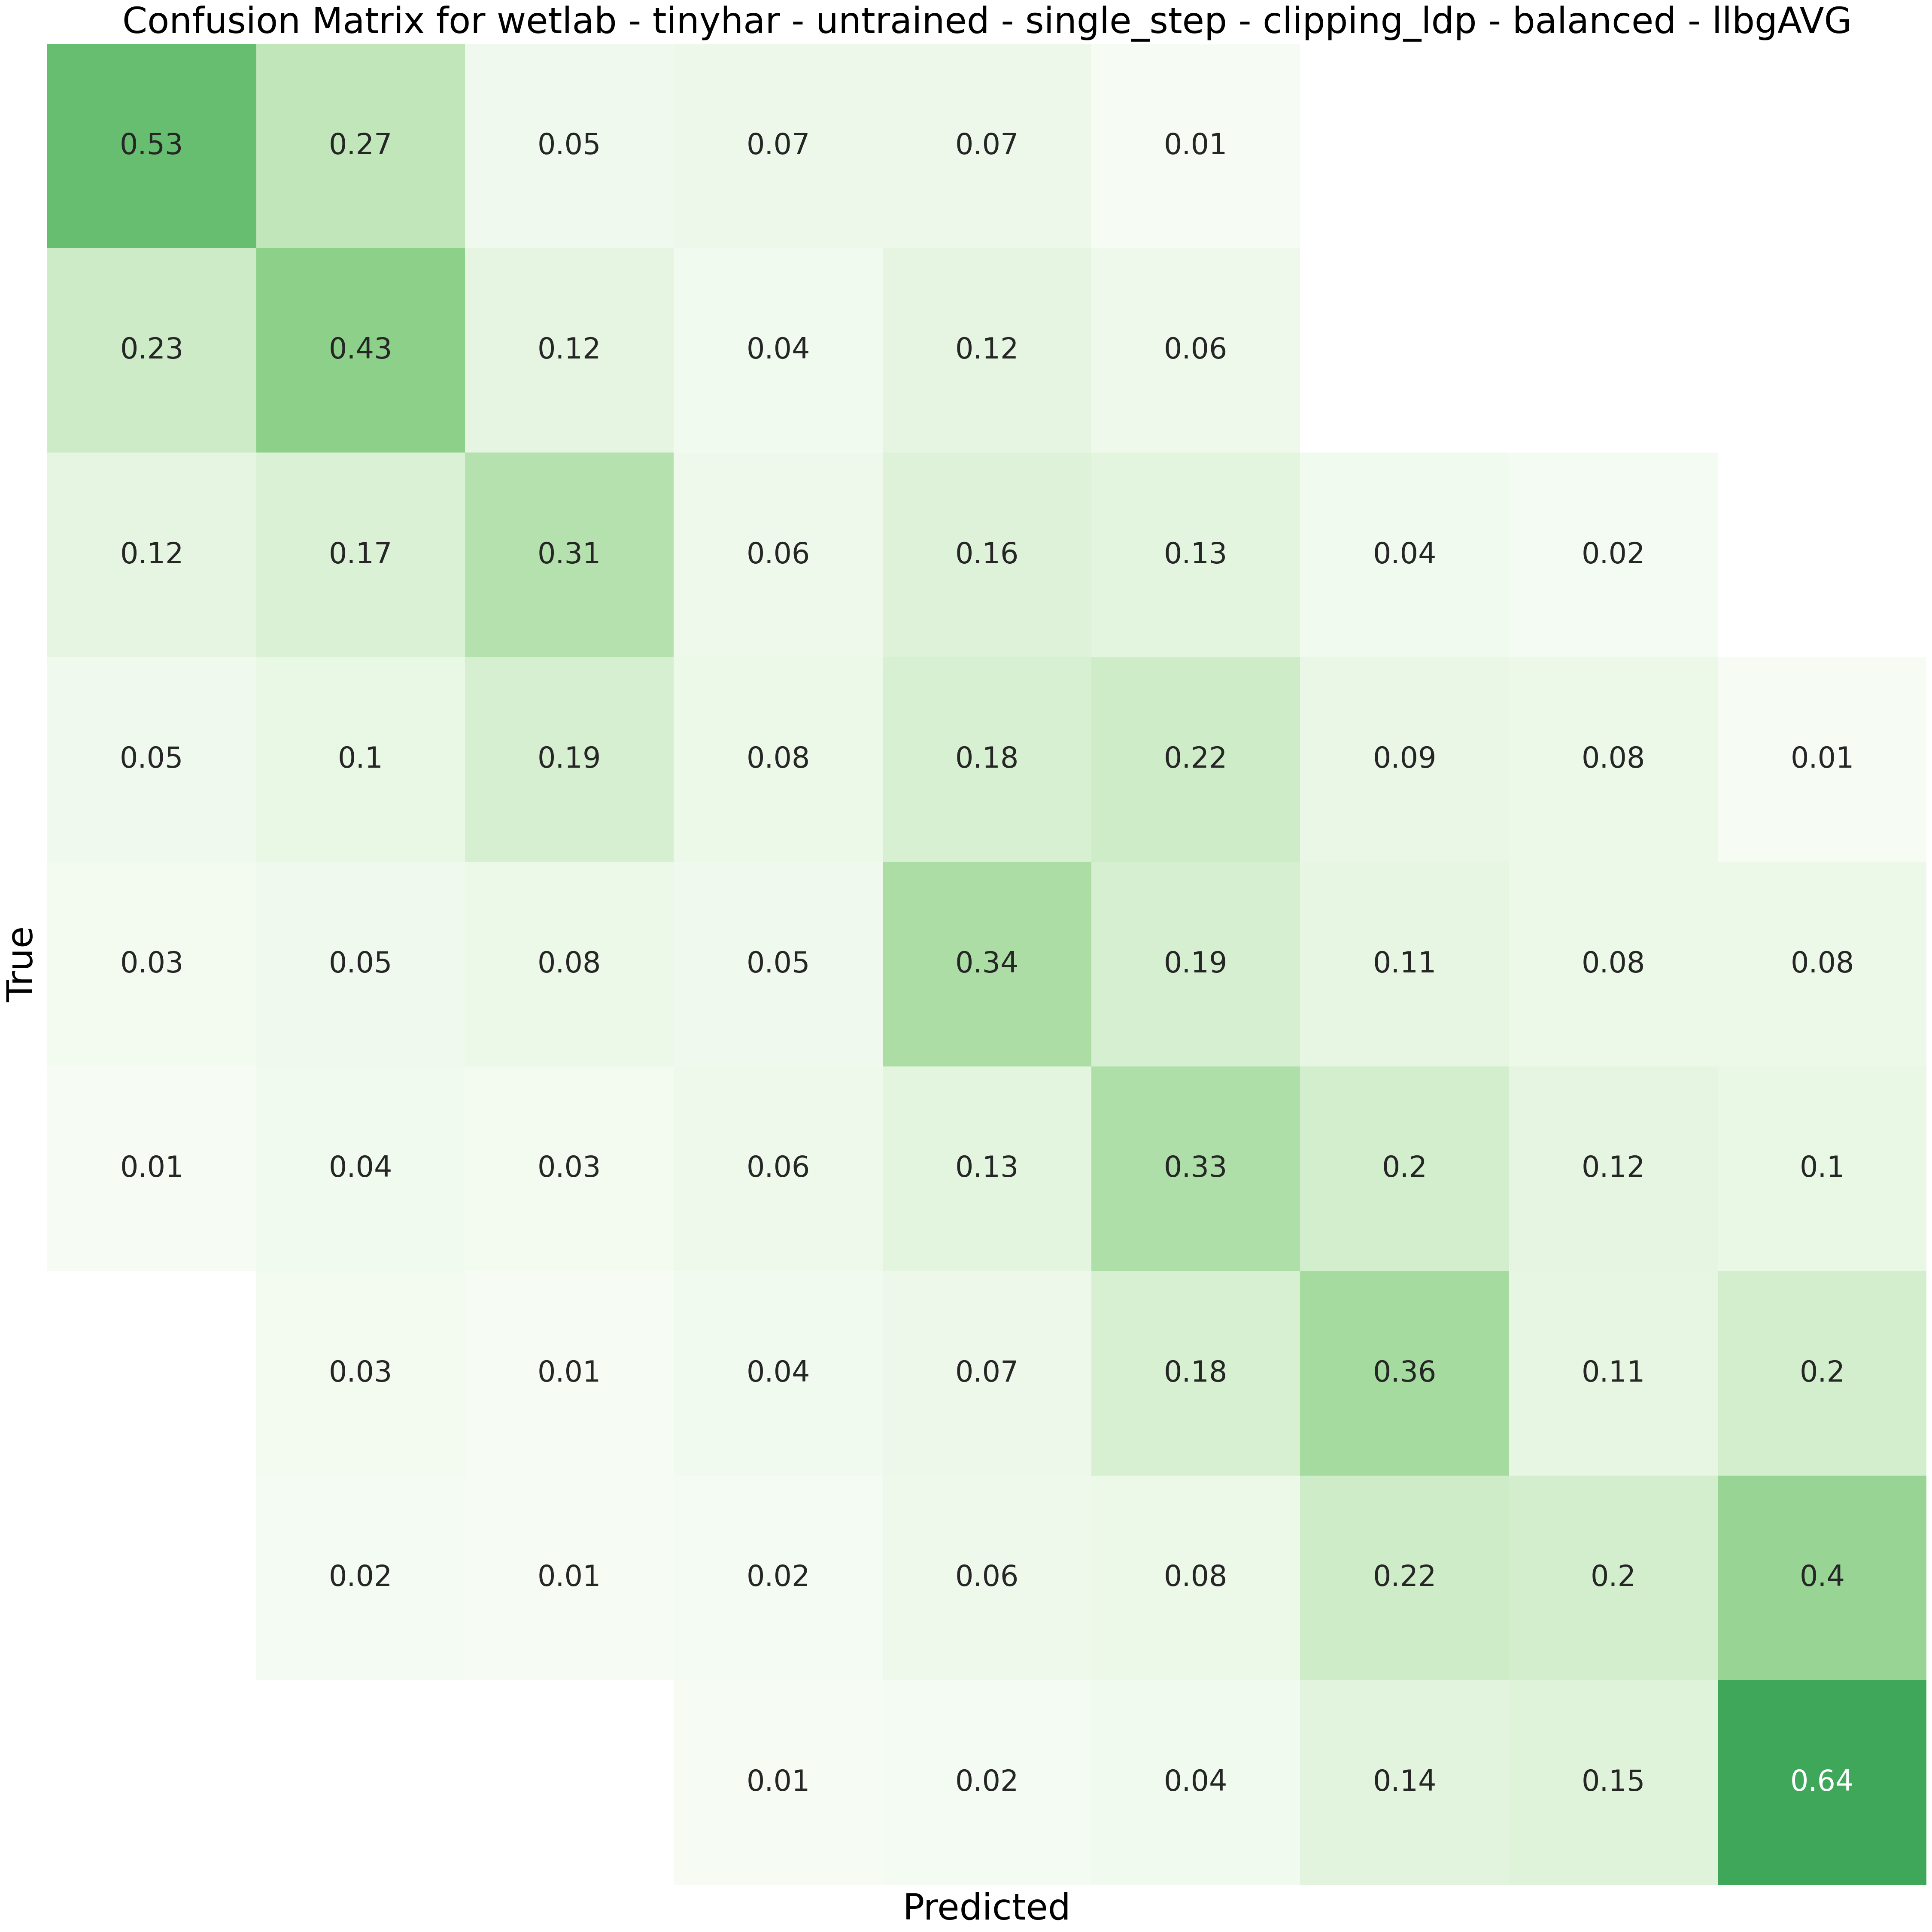 Confusion Matrix for wetlab - tinyhar - untrained - single_step - clipping_ldp - balanced - llbgAVG
0.53 0.27 0.05 0.07 0.07 0.01
0.23 0.43 0.12 0.04 0.12 0.06
0.12 0.17 0.31 0.06 0.16 0.13 0.04 0.02
0.05 0.1 0.19 0.08 0.18 0.22 0.09 0.08 0.01
0.03 0.05 0.08 0.05 0.34 0.19 0.11 0.08 0.08
True
0.01 0.04 0.03 0.06 0.13 0.33 0.2 0.12 0.1
0.03 0.01 0.04 0.07 0.18 0.36 0.11 0.2
0.02 0.01 0.02 0.06 0.08 0.22 0.2 0.4
0.01 0.02 0.04 0.14 0.15 0.64
Predicted